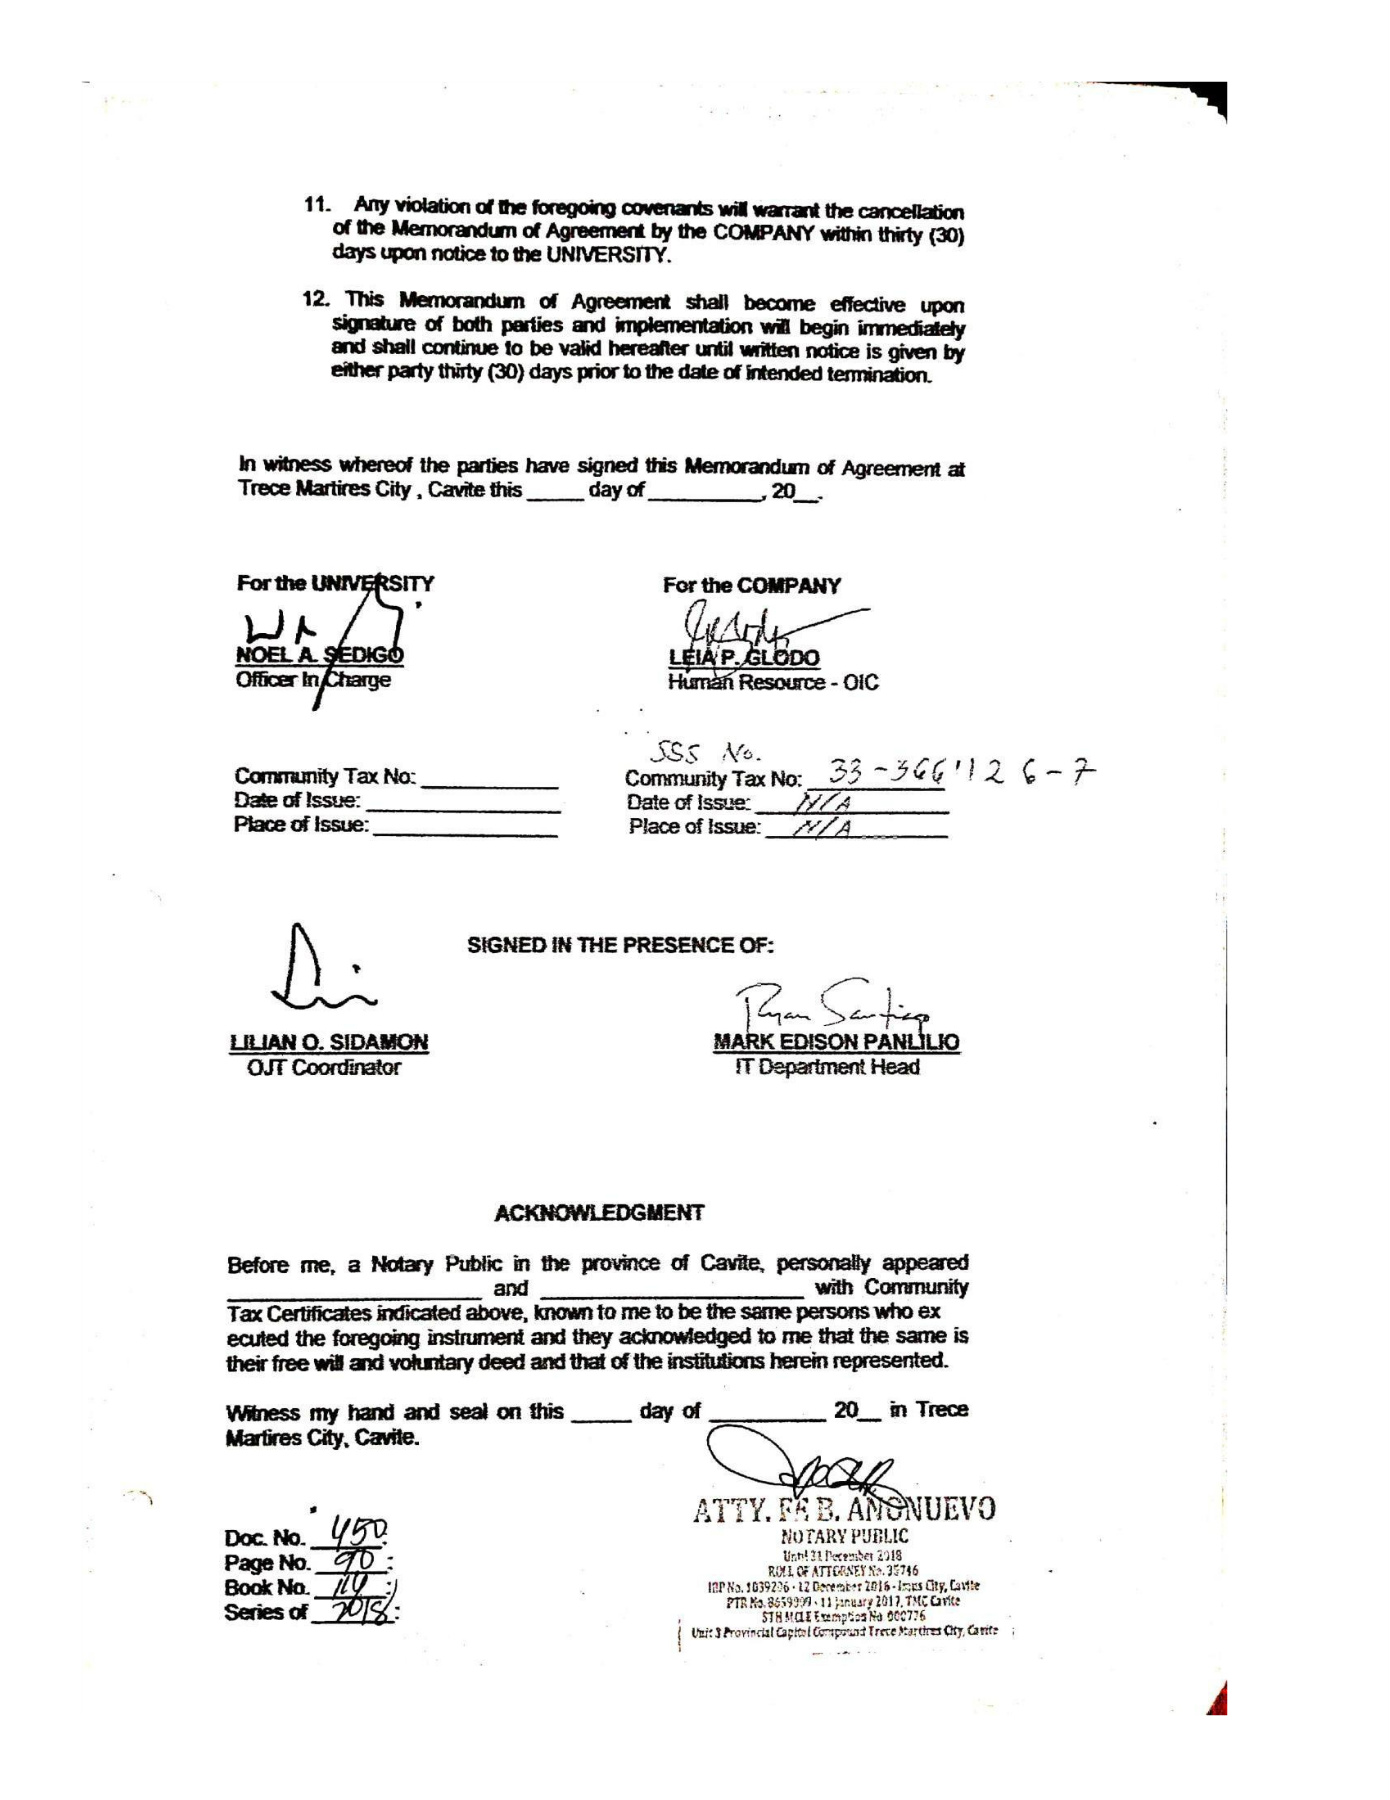 11. Any violation of the foregoing covenants will warrant the cancellation
of the Memorandum of Agreement by the COMPANY within thirty (30)
days upon notice to the UNIVERSITY.
12. This Memorandum of Agreement shall become effective upon
signature of both parties and implementation will begin immediately
and shall continue to be valid hereafter until written notice is given by
either party thirty (30) days prior to the date of intended termination.
In witness whereof the parties have signed this Memorandum of Agreement at
Trece Martires City , Cavite this _____ day of __________, 20__.
For the UNIVERSITY
For the COMPANY
NOEL A. SEDIGO
LEIA P. GLODO
Officer In Charge
Human Resource - OIC
SSS No.
Community Tax No: ____________
Community Tax No: 33-366'126-7
Date of Issue: ________________
Date of Issue: N/A
Place of Issue: ________________
Place of Issue: N/A
SIGNED IN THE PRESENCE OF:
Ryan Santiago
LILIAN O. SIDAMON
MARK EDISON PANLILIO
OJT Coordinator
IT Department Head
ACKNOWLEDGMENT
Before me, a Notary Public in the province of Cavite, personally appeared
______________________ and _______________________ with Community
Tax Certificates indicated above, known to me to be the same persons who ex
ecuted the foregoing instrument and they acknowledged to me that the same is
their free will and voluntary deed and that of the institutions herein represented.
Witness my hand and seal on this _____ day of __________ 20__ in Trece
Martires City, Cavite.
ATTY. FE B. AÑONUEVO
NOTARY PUBLIC
Until 31 December 2018
ROLL OF ATTORNEY No. 35746
IBP No. 1039206 - 12 December 2016 - Imus City, Cavite
PTR No. 8659909 - 11 January 2017, TMC Cavite
5TH MCLE Exemption No 000776
Unit 3 Provincial Capitol Compound Trece Martires City, Cavite
Doc. No. 450:
Page No. 90:
Book No. 119:
Series of 2018: